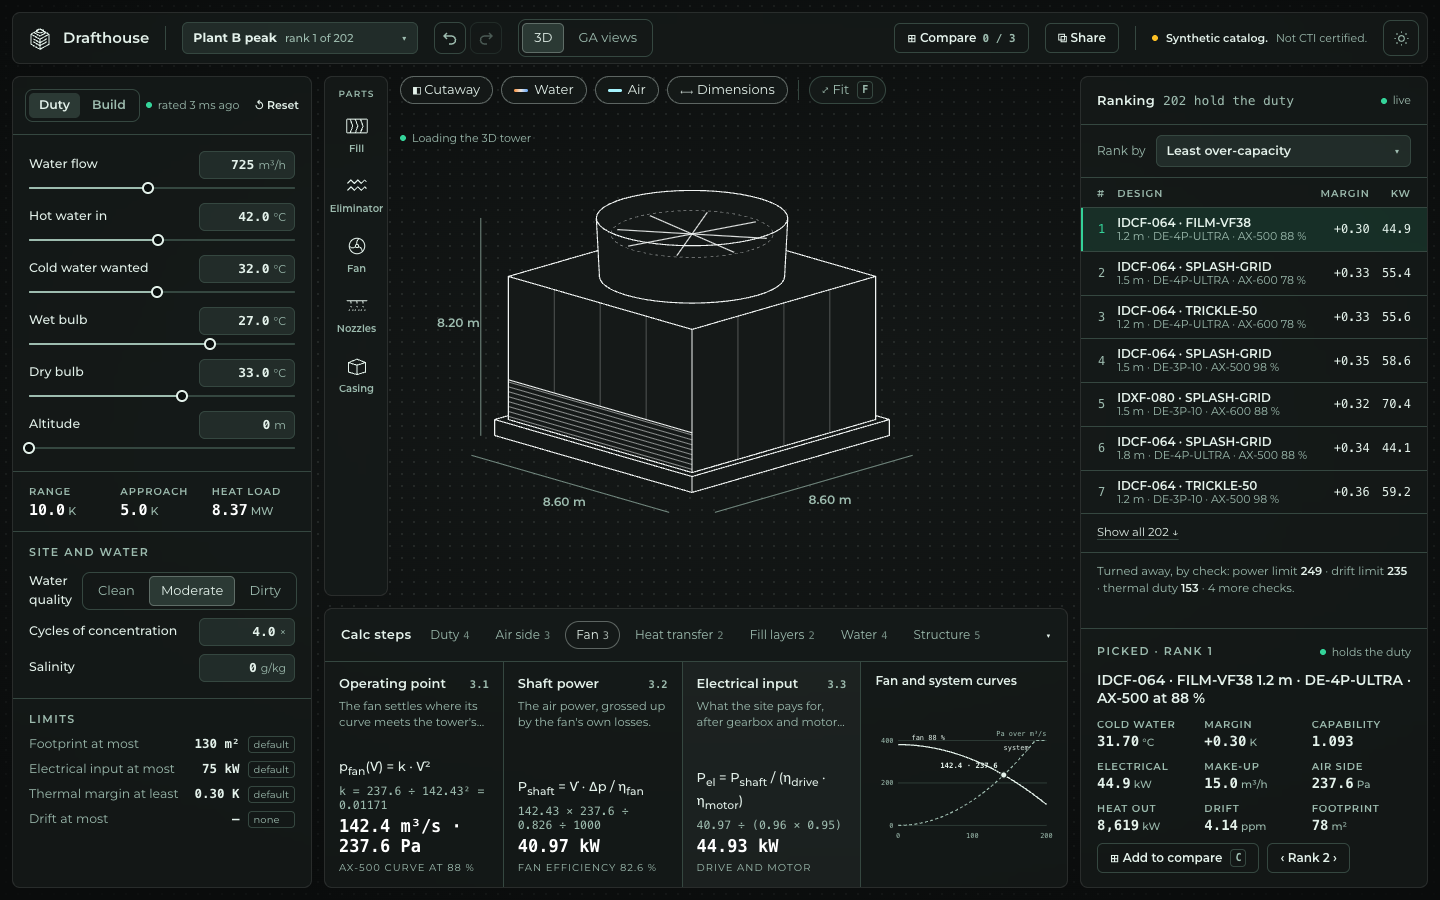 Drafthouse
Plant B peak rank 1 of 202
3D GA views
Compare 0 / 3
Share
Synthetic catalog. Not CTI certified.
Duty Build
rated 3 ms ago
Reset
Water flow 725 m³/h
Hot water in 42.0 °C
Cold water wanted 32.0 °C
Wet bulb 27.0 °C
Dry bulb 33.0 °C
Altitude 0 m
RANGE APPROACH HEAT LOAD
10.0 K 5.0 K 8.37 MW
SITE AND WATER
Water quality Clean Moderate Dirty
Cycles of concentration 4.0 ×
Salinity 0 g/kg
LIMITS
Footprint at most 130 m² default
Electrical input at most 75 kW default
Thermal margin at least 0.30 K default
Drift at most — none
PARTS
Fill
Eliminator
Fan
Nozzles
Casing
Cutaway Water Air Dimensions Fit F
Loading the 3D tower
8.20 m
8.60 m
8.60 m
Calc steps Duty 4 Air side 3 Fan 3 Heat transfer 2 Fill layers 2 Water 4 Structure 5
Operating point 3.1
The fan settles where its
curve meets the tower's...
p_fan(V) = k · V²
k = 237.6 ÷ 142.43² =
0.01171
142.4 m³/s ·
237.6 Pa
AX-500 CURVE AT 88 %
Shaft power 3.2
The air power, grossed up
by the fan's own losses.
P_shaft = V · Δp / η_fan
142.43 × 237.6 ÷
0.826 ÷ 1000
40.97 kW
FAN EFFICIENCY 82.6 %
Electrical input 3.3
What the site pays for,
after gearbox and motor...
P_el = P_shaft / (η_drive ·
η_motor)
40.97 ÷ (0.96 × 0.95)
44.93 kW
DRIVE AND MOTOR
Fan and system curves
Pa over m³/s
fan 88 %
system
142.4 · 237.6
400
200
0
0 100 200
Ranking 202 hold the duty
live
Rank by Least over-capacity
# DESIGN MARGIN KW
1 IDCF-064 · FILM-VF38 +0.30 44.9
1.2 m · DE-4P-ULTRA · AX-500 88 %
2 IDCF-064 · SPLASH-GRID +0.33 55.4
1.5 m · DE-4P-ULTRA · AX-600 78 %
3 IDCF-064 · TRICKLE-50 +0.33 55.6
1.2 m · DE-4P-ULTRA · AX-600 78 %
4 IDCF-064 · SPLASH-GRID +0.35 58.6
1.5 m · DE-3P-10 · AX-500 98 %
5 IDXF-080 · SPLASH-GRID +0.32 70.4
1.5 m · DE-3P-10 · AX-600 88 %
6 IDCF-064 · SPLASH-GRID +0.34 44.1
1.8 m · DE-4P-ULTRA · AX-500 88 %
7 IDCF-064 · TRICKLE-50 +0.36 59.2
1.2 m · DE-3P-10 · AX-500 98 %
Show all 202 ↓
Turned away, by check: power limit 249 · drift limit 235
· thermal duty 153 · 4 more checks.
PICKED · RANK 1
holds the duty
IDCF-064 · FILM-VF38 1.2 m · DE-4P-ULTRA ·
AX-500 at 88 %
COLD WATER MARGIN CAPABILITY
31.70 °C +0.30 K 1.093
ELECTRICAL MAKE-UP AIR SIDE
44.9 kW 15.0 m³/h 237.6 Pa
HEAT OUT DRIFT FOOTPRINT
8,619 kW 4.14 ppm 78 m²
Add to compare C
‹ Rank 2 ›